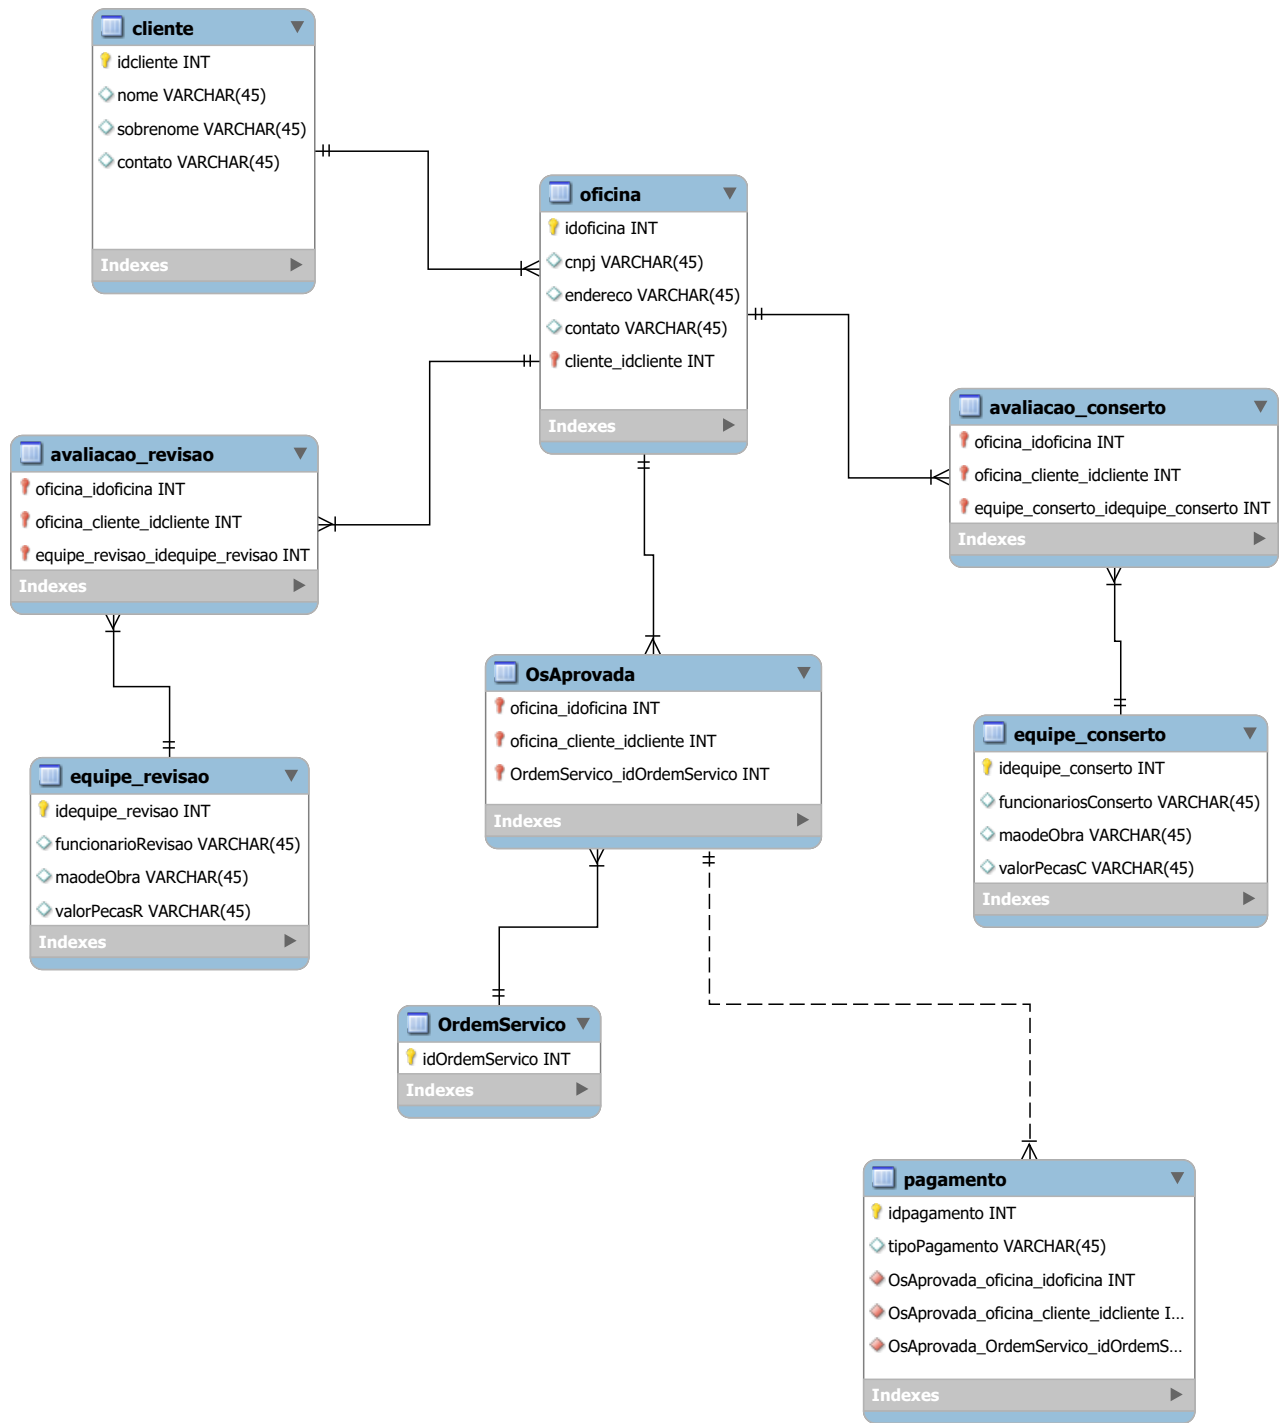 cliente
idcliente INT
nome VARCHAR(45)
sobrenome VARCHAR(45)
contato VARCHAR(45)
Indexes
oficina
idoficina INT
cnpj VARCHAR(45)
endereco VARCHAR(45)
contato VARCHAR(45)
cliente_idcliente INT
Indexes
avaliacao_revisao
oficina_idoficina INT
oficina_cliente_idcliente INT
equipe_revisao_idequipe_revisao INT
Indexes
avaliacao_conserto
oficina_idoficina INT
oficina_cliente_idcliente INT
equipe_conserto_idequipe_conserto INT
Indexes
OsAprovada
oficina_idoficina INT
oficina_cliente_idcliente INT
OrdemServico_idOrdemServico INT
Indexes
equipe_revisao
idequipe_revisao INT
funcionarioRevisao VARCHAR(45)
maodeObra VARCHAR(45)
valorPecasR VARCHAR(45)
Indexes
equipe_conserto
idequipe_conserto INT
funcionariosConserto VARCHAR(45)
maodeObra VARCHAR(45)
valorPecasC VARCHAR(45)
Indexes
OrdemServico
idOrdemServico INT
Indexes
pagamento
idpagamento INT
tipoPagamento VARCHAR(45)
OsAprovada_oficina_idoficina INT
OsAprovada_oficina_cliente_idcliente I...
OsAprovada_OrdemServico_idOrdemS...
Indexes